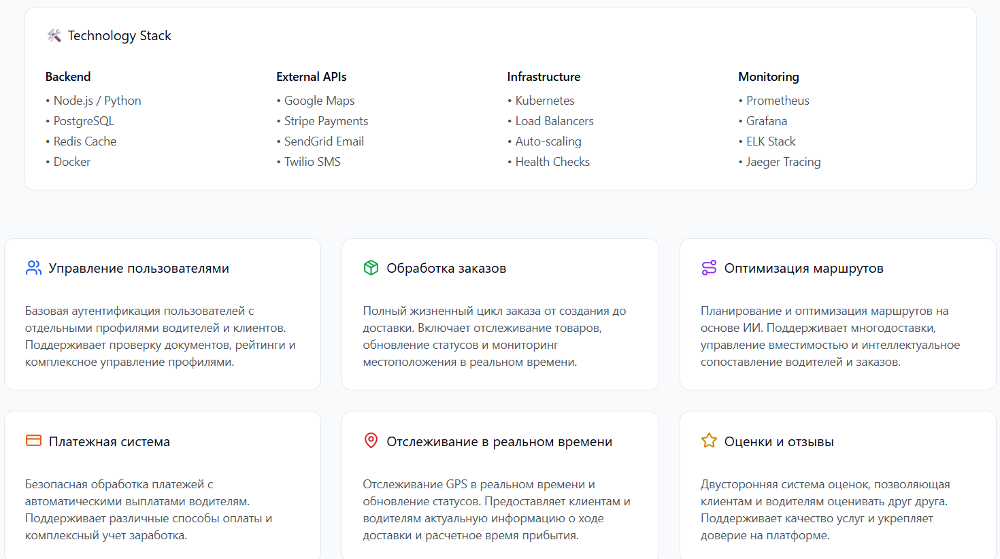 Technology Stack
Backend
• Node.js / Python
• PostgreSQL
• Redis Cache
• Docker
External APIs
• Google Maps
• Stripe Payments
• SendGrid Email
• Twilio SMS
Infrastructure
• Kubernetes
• Load Balancers
• Auto-scaling
• Health Checks
Monitoring
• Prometheus
• Grafana
• ELK Stack
• Jaeger Tracing
Управление пользователями
Базовая аутентификация пользователей с
отдельными профилями водителей и клиентов.
Поддерживает проверку документов, рейтинги и
комплексное управление профилями.
Обработка заказов
Полный жизненный цикл заказа от создания до
доставки. Включает отслеживание товаров,
обновление статусов и мониторинг
местоположения в реальном времени.
Оптимизация маршрутов
Планирование и оптимизация маршрутов на
основе ИИ. Поддерживает многодоставки,
управление вместимостью и интеллектуальное
сопоставление водителей и заказов.
Платежная система
Безопасная обработка платежей с
автоматическими выплатами водителям.
Поддерживает различные способы оплаты и
комплексный учет заработка.
Отслеживание в реальном времени
Отслеживание GPS в реальном времени и
обновление статусов. Предоставляет клиентам и
водителям актуальную информацию о ходе
доставки и расчетное время прибытия.
Оценки и отзывы
Двусторонняя система оценок, позволяющая
клиентам и водителям оценивать друг друга.
Поддерживает качество услуг и укрепляет
доверие на платформе.